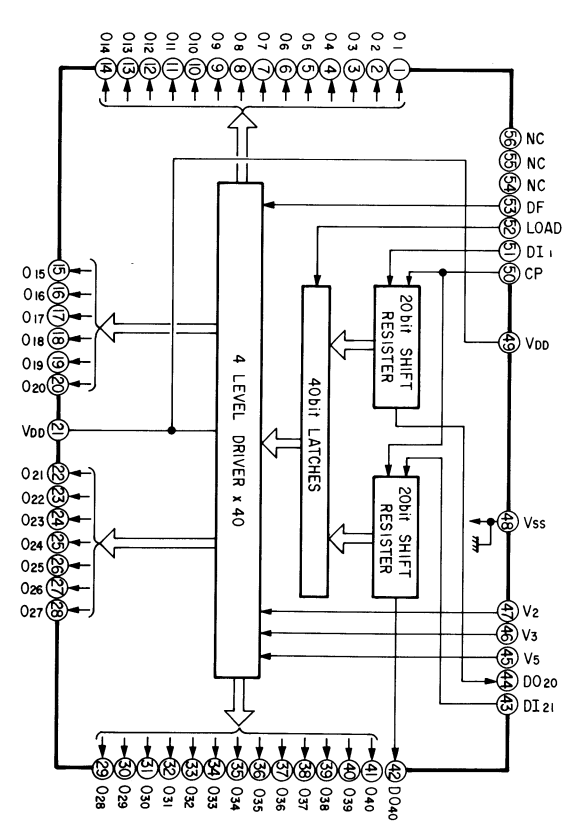 O14 O13 O12 O11 O10 O9 O8 O7 O6 O5 O4 O3 O2 O1
14 13 12 11 10 9 8 7 6 5 4 3 2 1
56 NC
55 NC
54 NC
53 DF
52 LOAD
51 DI1
50 CP
49 VDD
48 VSS
47 V2
46 V3
45 V5
44 DO20
43 DI21
20bit SHIFT
RESISTER
20bit SHIFT
RESISTER
40bit LATCHES
4 LEVEL DRIVER x 40
O15 15
O16 16
O17 17
O18 18
O19 19
O20 20
VDD 21
O21 22
O22 23
O23 24
O24 25
O25 26
O26 27
O27 28
29 30 31 32 33 34 35 36 37 38 39 40 41 42
O28 O29 O30 O31 O32 O33 O34 O35 O36 O37 O38 O39 O40 DO40